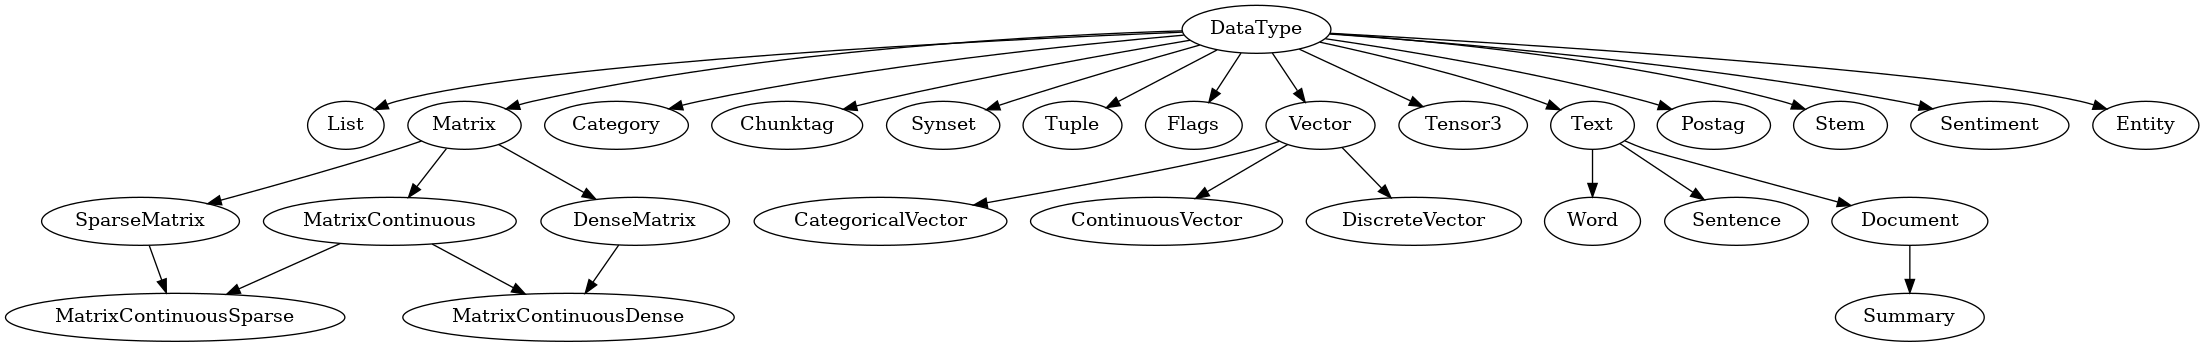 DataType
List
Matrix
Category
Chunktag
Synset
Tuple
Flags
Vector
Tensor3
Text
Postag
Stem
Sentiment
Entity
SparseMatrix
MatrixContinuous
DenseMatrix
CategoricalVector
ContinuousVector
DiscreteVector
Word
Sentence
Document
MatrixContinuousSparse
MatrixContinuousDense
Summary